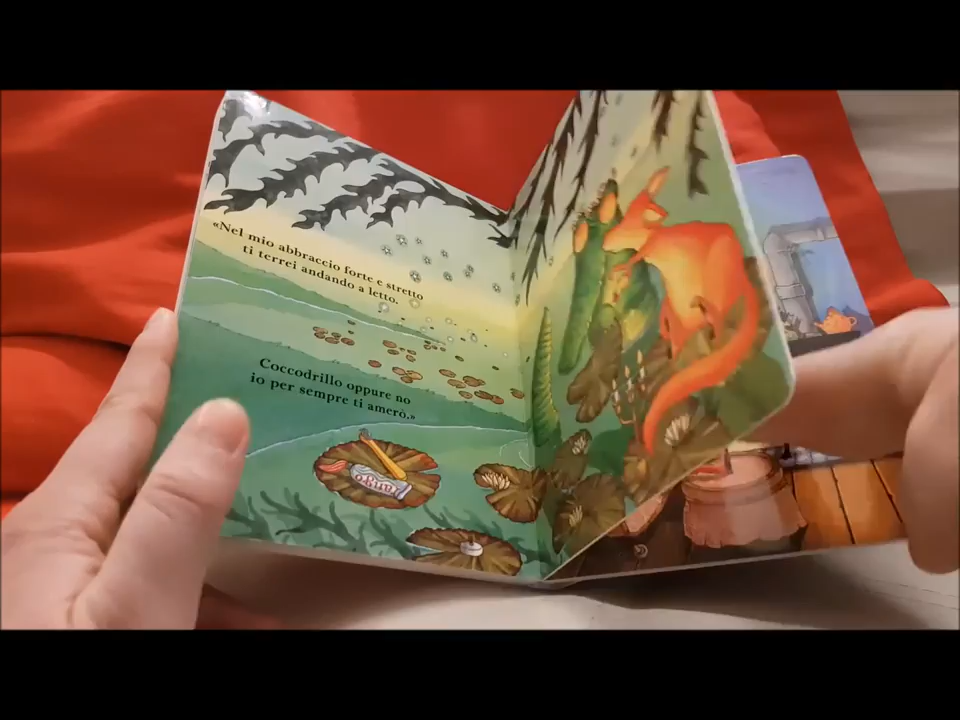 «Nel mio abbraccio forte e stretto
ti terrei andando a letto.
Coccodrillo oppure no
io per sempre ti amerò.»